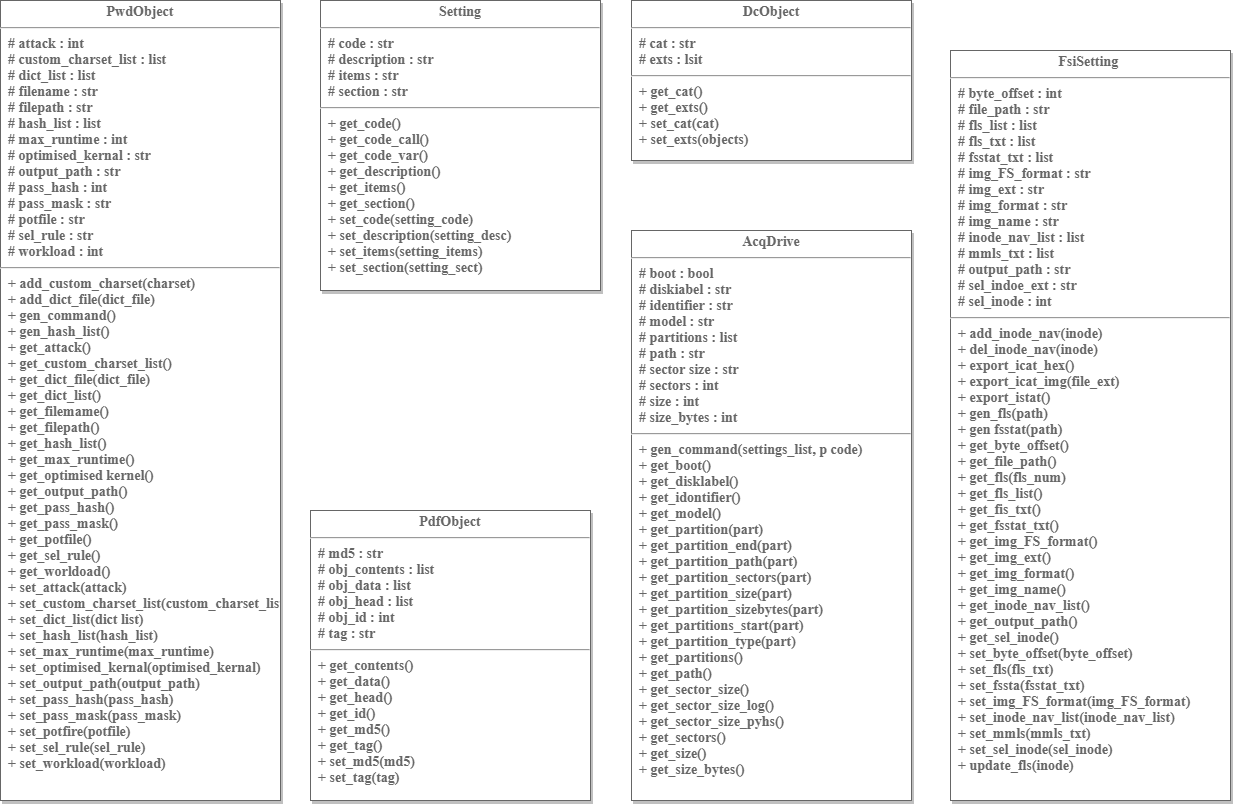 PwdObject
# attack : int
# custom_charset_list : list
# dict_list : list
# filename : str
# filepath : str
# hash_list : list
# max_runtime : int
# optimised_kernal : str
# output_path : str
# pass_hash : int
# pass_mask : str
# potfile : str
# sel_rule : str
# workload : int
+ add_custom_charset(charset)
+ add_dict_file(dict_file)
+ gen_command()
+ gen_hash_list()
+ get_attack()
+ get_custom_charset_list()
+ get_dict_file(dict_file)
+ get_dict_list()
+ get_filemame()
+ get_filepath()
+ get_hash_list()
+ get_max_runtime()
+ get_optimised kernel()
+ get_output_path()
+ get_pass_hash()
+ get_pass_mask()
+ get_potfile()
+ get_sel_rule()
+ get_worldoad()
+ set_attack(attack)
+ set_custom_charset_list(custom_charset_lis
+ set_dict_list(dict list)
+ set_hash_list(hash_list)
+ set_max_runtime(max_runtime)
+ set_optimised_kernal(optimised_kernal)
+ set_output_path(output_path)
+ set_pass_hash(pass_hash)
+ set_pass_mask(pass_mask)
+ set_potfire(potfile)
+ set_sel_rule(sel_rule)
+ set_workload(workload)
Setting
# code : str
# description : str
# items : str
# section : str
+ get_code()
+ get_code_call()
+ get_code_var()
+ get_description()
+ get_items()
+ get_section()
+ set_code(setting_code)
+ set_description(setting_desc)
+ set_items(setting_items)
+ set_section(setting_sect)
PdfObject
# md5 : str
# obj_contents : list
# obj_data : list
# obj_head : list
# obj_id : int
# tag : str
+ get_contents()
+ get_data()
+ get_head()
+ get_id()
+ get_md5()
+ get_tag()
+ set_md5(md5)
+ set_tag(tag)
DcObject
# cat : str
# exts : lsit
+ get_cat()
+ get_exts()
+ set_cat(cat)
+ set_exts(objects)
AcqDrive
# boot : bool
# diskiabel : str
# identifier : str
# model : str
# partitions : list
# path : str
# sector size : str
# sectors : int
# size : int
# size_bytes : int
+ gen_command(settings_list, p code)
+ get_boot()
+ get_disklabel()
+ get_idontifier()
+ get_model()
+ get_partition(part)
+ get_partition_end(part)
+ get_partition_path(part)
+ get_partition_sectors(part)
+ get_partition_size(part)
+ get_partition_sizebytes(part)
+ get_partitions_start(part)
+ get_partition_type(part)
+ get_partitions()
+ get_path()
+ get_sector_size()
+ get_sector_size_log()
+ get_sector_size_pyhs()
+ get_sectors()
+ get_size()
+ get_size_bytes()
FsiSetting
# byte_offset : int
# file_path : str
# fls_list : list
# fls_txt : list
# fsstat_txt : list
# img_FS_format : str
# img_ext : str
# img_format : str
# img_name : str
# inode_nav_list : list
# mmls_txt : list
# output_path : str
# sel_indoe_ext : str
# sel_inode : int
+ add_inode_nav(inode)
+ del_inode_nav(inode)
+ export_icat_hex()
+ export_icat_img(file_ext)
+ export_istat()
+ gen_fls(path)
+ gen fsstat(path)
+ get_byte_offset()
+ get_file_path()
+ get_fls(fls_num)
+ get_fls_list()
+ get_fis_txt()
+ get_fsstat_txt()
+ get_img_FS_format()
+ get_img_ext()
+ get_img_format()
+ get_img_name()
+ get_inode_nav_list()
+ get_output_path()
+ get_sel_inode()
+ set_byte_offset(byte_offset)
+ set_fls(fls_txt)
+ set_fssta(fsstat_txt)
+ set_img_FS_format(img_FS_format)
+ set_inode_nav_list(inode_nav_list)
+ set_mmls(mmls_txt)
+ set_sel_inode(sel_inode)
+ update_fls(inode)